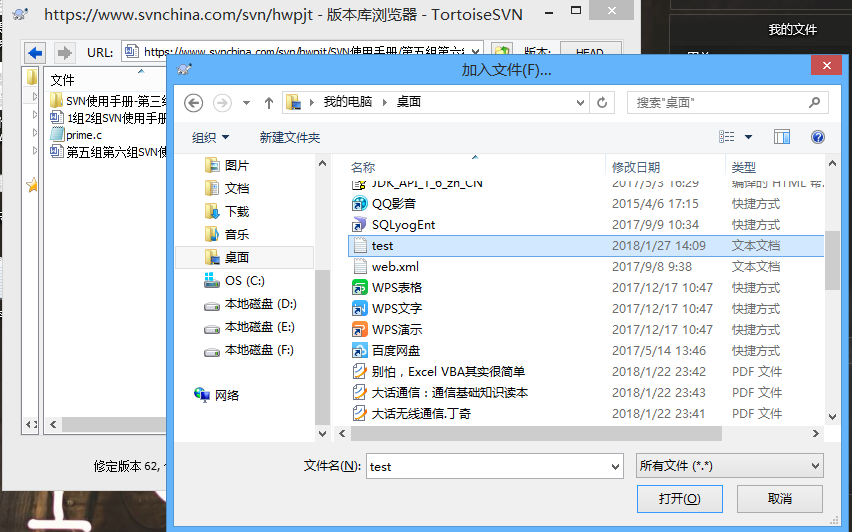 https://www.svnchina.com/svn/hwpjt - 版本库浏览器 - TortoiseSVN
URL: https://www.svnchina.com/svn/hwpjt/SVN使用手册/第五组第六 版本: HEAD
文件
SVN使用手册-第三组
1组2组SVN使用手册
prime.c
第五组第六组SVN使
修定版本 62,
我的文件
加入文件(F)...
我的电脑 桌面
搜索"桌面"
组织 新建文件夹
图片
文档
下载
音乐
桌面
OS (C:)
本地磁盘 (D:)
本地磁盘 (E:)
本地磁盘 (F:)
网络
名称 修改日期 类型
JDK_API_1_6_zh_CN 2017/5/3 16:29 编译的 HTML 帮...
QQ影音 2015/4/6 17:15 快捷方式
SQLyogEnt 2017/9/9 10:34 快捷方式
test 2018/1/27 14:09 文本文档
web.xml 2017/9/8 9:38 文本文档
WPS表格 2017/12/17 10:47 快捷方式
WPS文字 2017/12/17 10:47 快捷方式
WPS演示 2017/12/17 10:47 快捷方式
百度网盘 2017/5/14 13:46 快捷方式
别怕，Excel VBA其实很简单 2018/1/22 23:42 PDF 文件
大话通信：通信基础知识读本 2018/1/22 23:43 PDF 文件
大话无线通信.丁奇 2018/1/22 23:41 PDF 文件
文件名(N): test 所有文件 (*.*)
打开(O) 取消